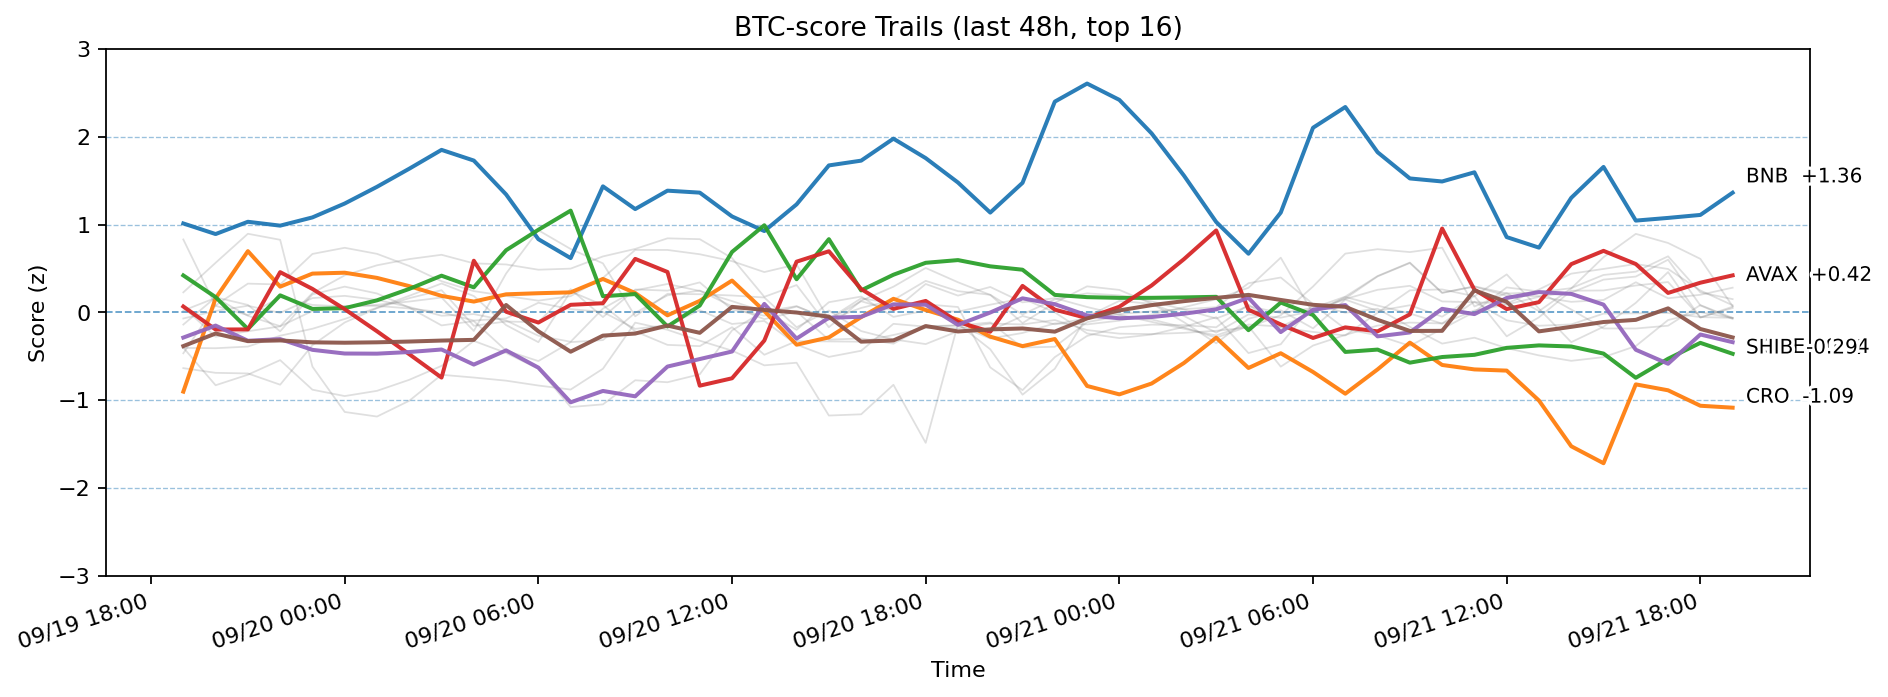 BTC-score Trails (last 48h, top 16)
Score (z)
3
2
1
0
−1
−2
−3
BNB +1.36
AVAX +0.42
CRO -1.09
09/19 18:00
09/20 00:00
09/20 06:00
09/20 12:00
09/20 18:00
09/21 00:00
09/21 06:00
09/21 12:00
09/21 18:00
Time